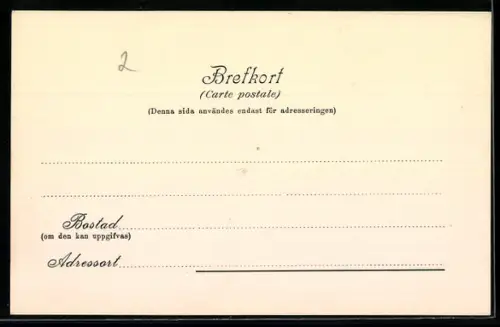 2
Brefkort
(Carte postale)
(Denna sida användes endast för adresseringen)
Bostad
(om den kan uppgifvas)
Adressort